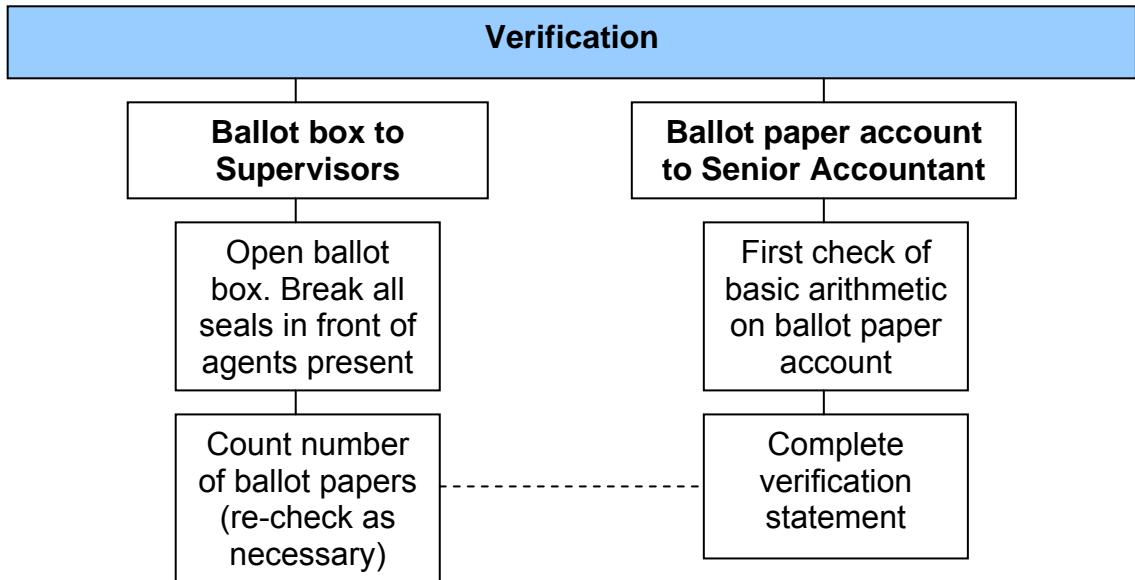 Verification
Ballot box to
Supervisors
Open ballot
box. Break all
seals in front of
agents present
Count number
of ballot papers
(re-check as
necessary)
Ballot paper account
to Senior Accountant
First check of
basic arithmetic
on ballot paper
account
Complete
verification
statement